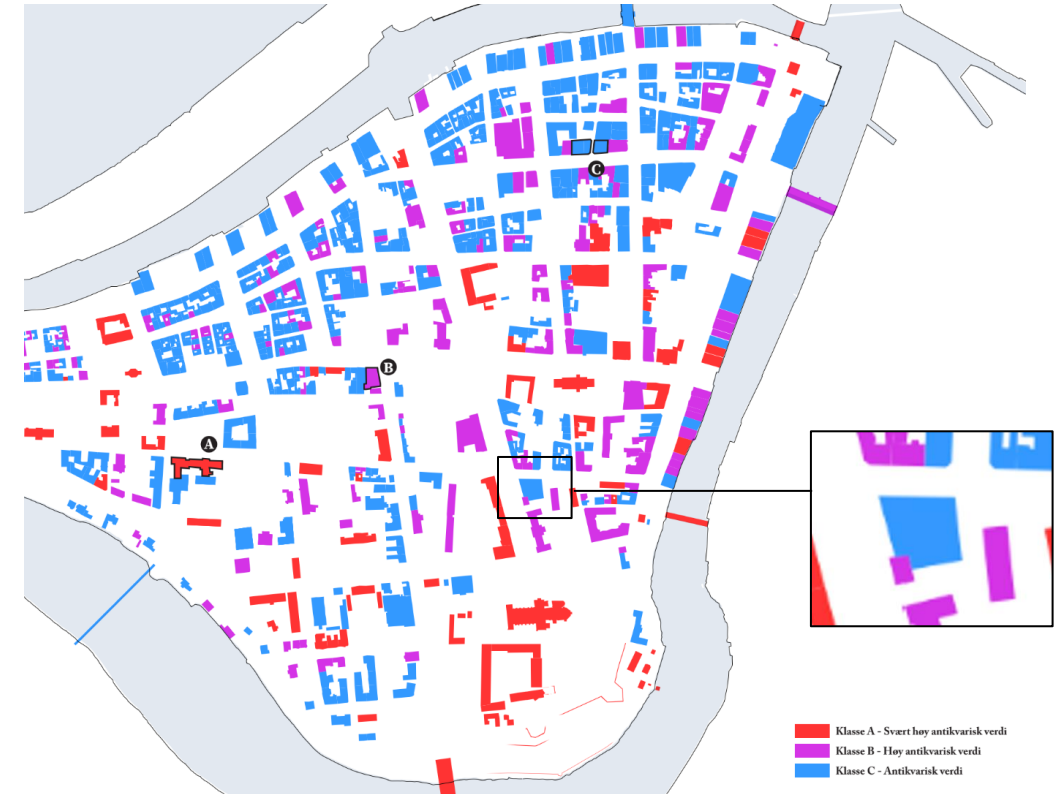 C
B
A
Klasse A - Svært høy antikvarisk verdi
Klasse B - Høy antikvarisk verdi
Klasse C - Antikvarisk verdi